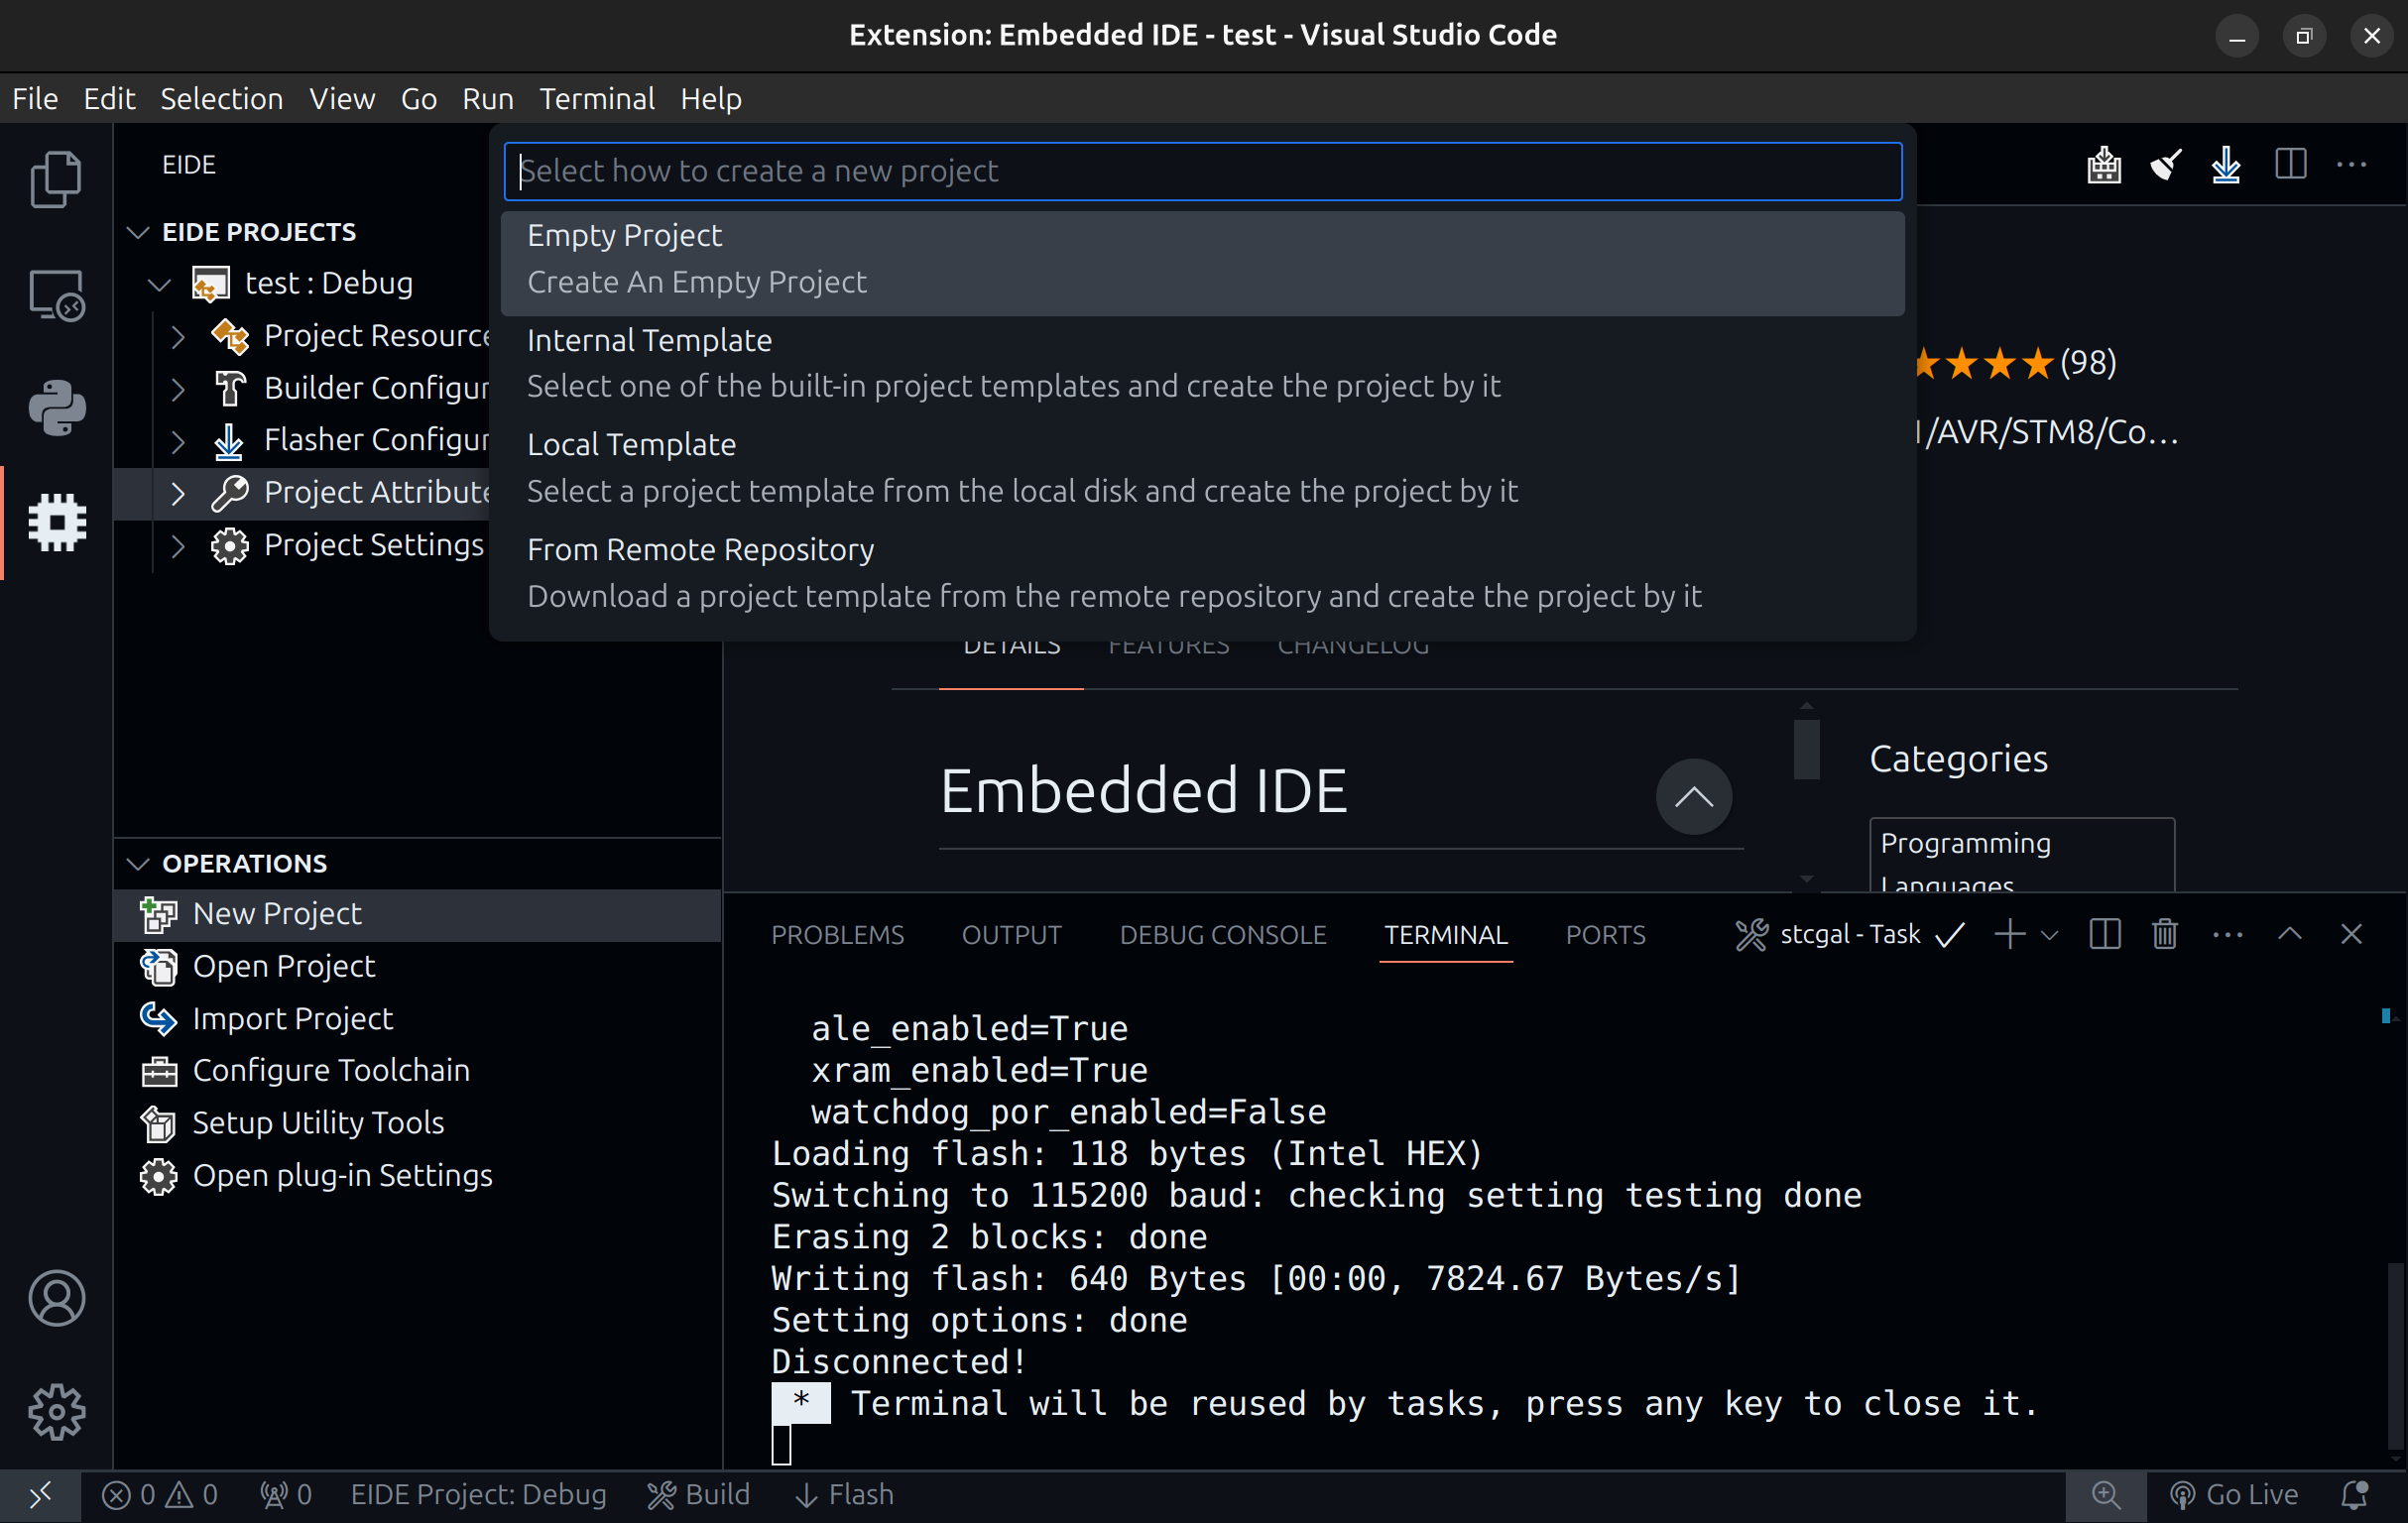 Extension: Embedded IDE - test - Visual Studio Code
File Edit Selection View Go Run Terminal Help
EIDE
EIDE PROJECTS
test : Debug
Project Resource
Builder Configur
Flasher Configur
Project Attribute
Project Settings
Select how to create a new project
Empty Project
Create An Empty Project
Internal Template
Select one of the built-in project templates and create the project by it
Local Template
Select a project template from the local disk and create the project by it
From Remote Repository
Download a project template from the remote repository and create the project by it
(98)
/AVR/STM8/Co...
DETAILS FEATURES CHANGELOG
Embedded IDE
Categories
Programming
Languages
OPERATIONS
New Project
Open Project
Import Project
Configure Toolchain
Setup Utility Tools
Open plug-in Settings
PROBLEMS OUTPUT DEBUG CONSOLE TERMINAL PORTS stcgal - Task
ale_enabled=True
xram_enabled=True
watchdog_por_enabled=False
Loading flash: 118 bytes (Intel HEX)
Switching to 115200 baud: checking setting testing done
Erasing 2 blocks: done
Writing flash: 640 Bytes [00:00, 7824.67 Bytes/s]
Setting options: done
Disconnected!
* Terminal will be reused by tasks, press any key to close it.
0 0 0 EIDE Project: Debug Build Flash Go Live